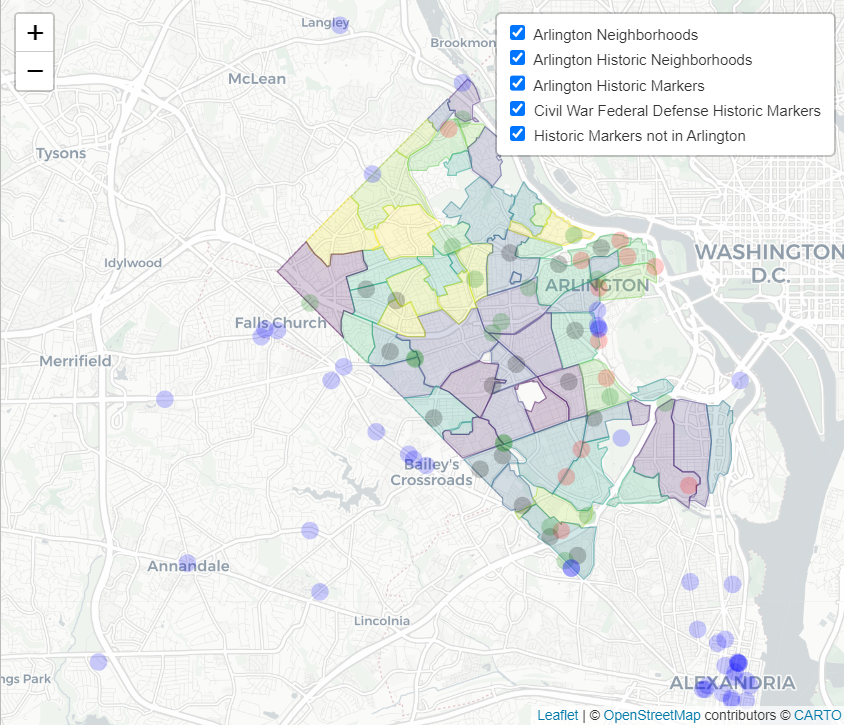 +
−
Arlington Neighborhoods
Arlington Historic Neighborhoods
Arlington Historic Markers
Civil War Federal Defense Historic Markers
Historic Markers not in Arlington
Langley
Brookmon
McLean
Tysons
Idylwood
WASHINGTON
D.C.
ARLINGTON
Falls Church
Merrifield
Bailey's
Crossroads
Annandale
Lincolnia
ngs Park
ALEXANDRIA
Leaflet | © OpenStreetMap contributors © CARTO